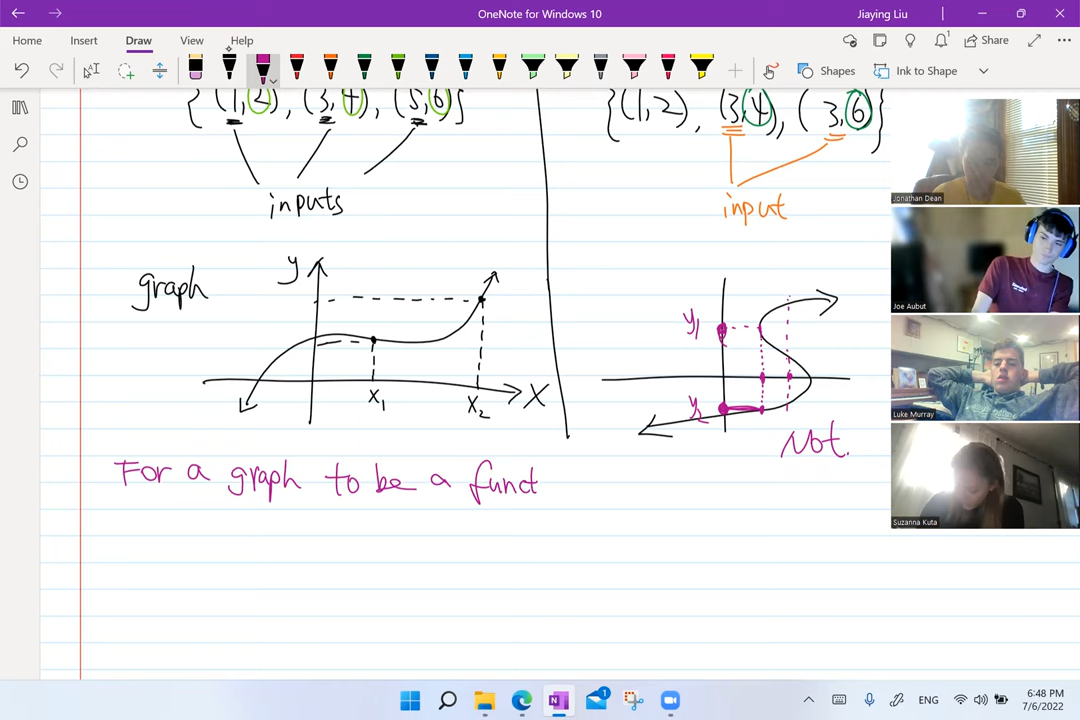 OneNote for Windows 10
Jiaying Liu
Home Insert Draw View Help
Share
Shapes
Ink to Shape
{(1,2), (3,4), (5,6)}
{(1,2), (3,4), (3,6)}
inputs
input
graph
y
x
x1
x2
y1
y2
Not.
For a graph to be a funct
Jonathan Dean
Joe Aubut
Luke Murray
Suzanna Kuta
1
ENG
6:48 PM
7/6/2022